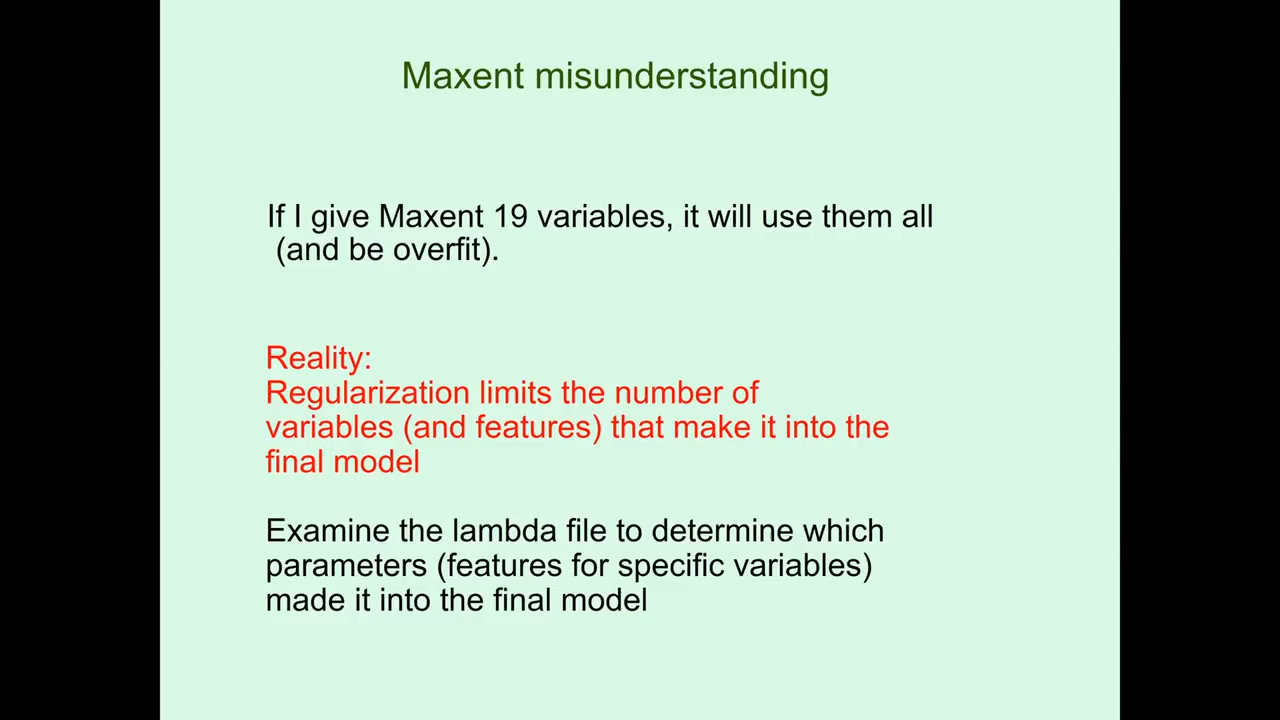 Maxent misunderstanding
If I give Maxent 19 variables, it will use them all
(and be overfit).
Reality:
Regularization limits the number of
variables (and features) that make it into the
final model
Examine the lambda file to determine which
parameters (features for specific variables)
made it into the final model